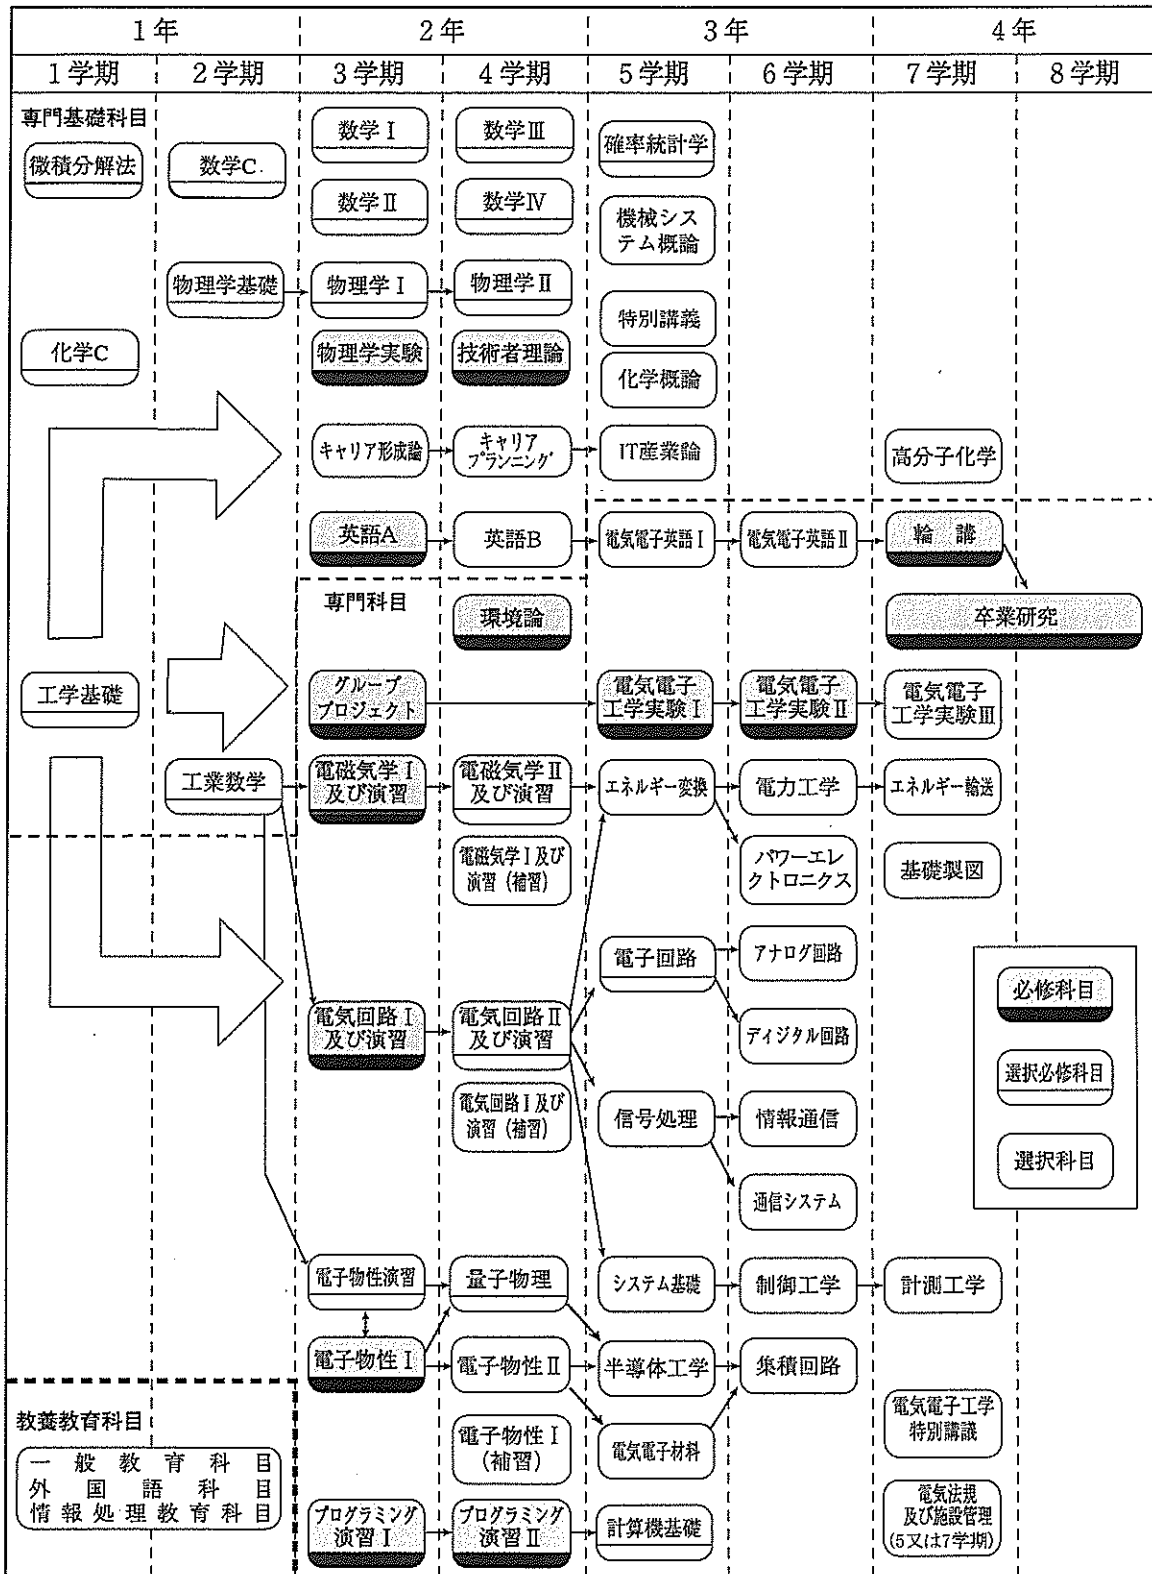 1年
2年
3年
4年
1学期
2学期
3学期
4学期
5学期
6学期
7学期
8学期
専門基礎科目
微積分解法
数学C
数学Ⅰ
数学Ⅲ
確率統計学
数学Ⅱ
数学Ⅳ
機械シス
テム概論
物理学基礎
物理学Ⅰ
物理学Ⅱ
特別講義
化学C
物理学実験
技術者理論
化学概論
キャリア形成論
キャリア
プランニング
IT産業論
高分子化学
英語A
英語B
電気電子英語Ⅰ
電気電子英語Ⅱ
輪講
専門科目
環境論
卒業研究
工学基礎
グループ
プロジェクト
電気電子
工学実験Ⅰ
電気電子
工学実験Ⅱ
電気電子
工学実験Ⅲ
工業数学
電磁気学Ⅰ
及び演習
電磁気学Ⅱ
及び演習
エネルギー変換
電力工学
エネルギー輸送
電磁気学Ⅰ及び
演習(補習)
パワーエレ
クトロニクス
基礎製図
電子回路
アナログ回路
電気回路Ⅰ
及び演習
電気回路Ⅱ
及び演習
ディジタル回路
電気回路Ⅰ及び
演習(補習)
信号処理
情報通信
通信システム
必修科目
選択必修科目
選択科目
電子物性演習
量子物理
システム基礎
制御工学
計測工学
電子物性Ⅰ
電子物性Ⅱ
半導体工学
集積回路
教養教育科目
一般教育科目
外国語科目
情報処理教育科目
電子物性Ⅰ
(補習)
電気電子材料
電気電子工学
特別講議
プログラミング
演習Ⅰ
プログラミング
演習Ⅱ
計算機基礎
電気法規
及び施設管理
(5又は7学期)